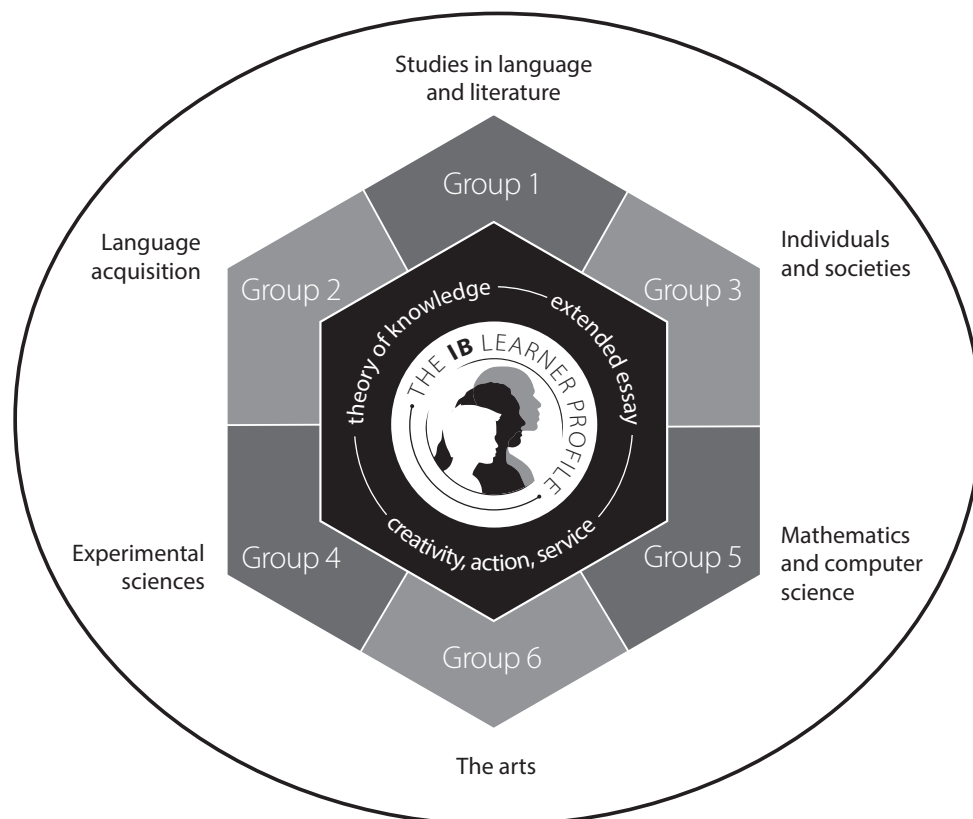 Studies in language
and literature
Group 1
Language
acquisition
Group 2
Individuals
and societies
Group 3
theory of knowledge
extended essay
THE IB LEARNER PROFILE
creativity, action, service
Experimental
sciences
Group 4
Mathematics
and computer
science
Group 5
Group 6
The arts